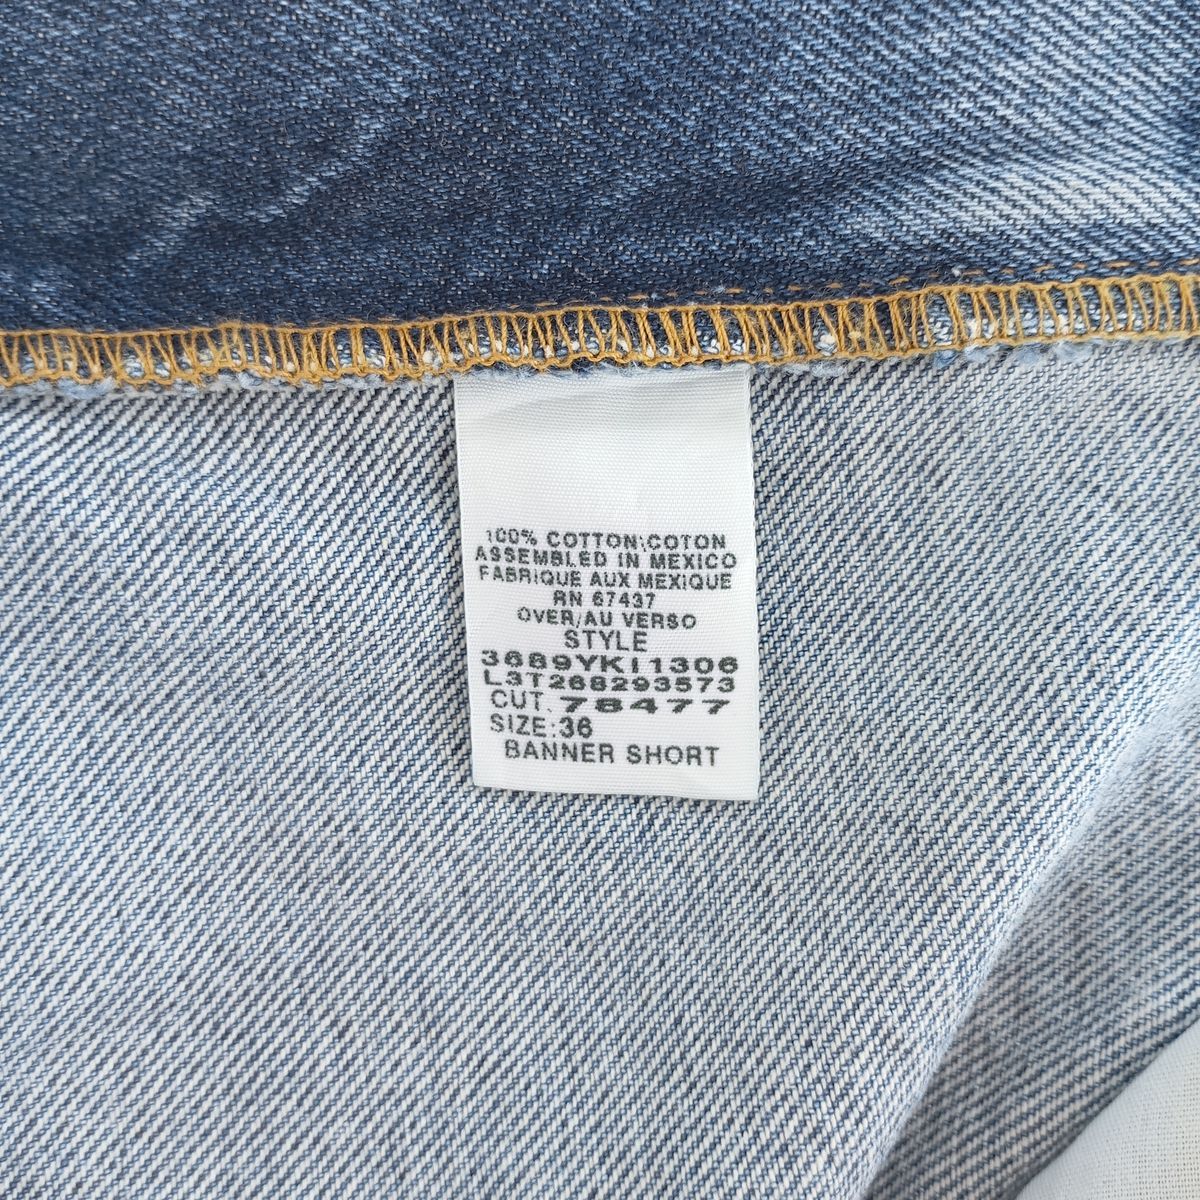 100% COTTON\COTON
ASSEMBLED IN MEXICO
FABRIQUE AUX MEXIQUE
RN 67437
OVER/AU VERSO
STYLE
3689YKI1306
L3T268293573
CUT. 78477
SIZE:36
BANNER SHORT